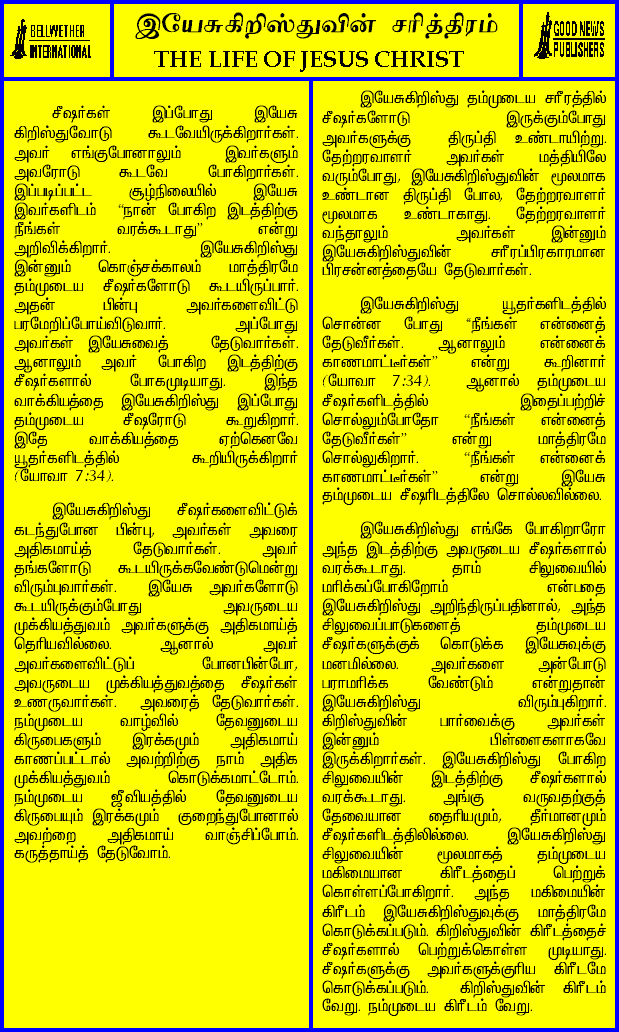 BELLWETHER
INTERNATIONAL
இயேசுகிறிஸ்துவின் சரித்திரம்
THE LIFE OF JESUS CHRIST
GOOD NEWS
PUBLISHERS
சீஷர்கள் இப்போது இயேசு
கிறிஸ்துவோடு கூடவேயிருக்கிறார்கள்.
அவர் எங்குபோனாலும் இவர்களும்
அவரோடு கூடவே போகிறார்கள்.
இப்படிப்பட்ட சூழ்நிலையில் இயேசு
இவர்களிடம் “நான் போகிற இடத்திற்கு
நீங்கள் வரக்கூடாது” என்று
அறிவிக்கிறார். இயேசுகிறிஸ்து
இன்னும் கொஞ்சக்காலம் மாத்திரமே
தம்முடைய சீஷர்களோடு கூடயிருப்பார்.
அதன் பின்பு அவர்களைவிட்டு
பரமேறிப்போய்விடுவார். அப்போது
அவர்கள் இயேசுவைத் தேடுவார்கள்.
ஆனாலும் அவர் போகிற இடத்திற்கு
சீஷர்களால் போகமுடியாது. இந்த
வாக்கியத்தை இயேசுகிறிஸ்து இப்போது
தம்முடைய சீஷரோடு கூறுகிறார்.
இதே வாக்கியத்தை ஏற்கெனவே
யூதர்களிடத்தில் கூறியிருக்கிறார்
(யோவா 7:34).
இயேசுகிறிஸ்து சீஷர்களைவிட்டுக்
கடந்துபோன பின்பு, அவர்கள் அவரை
அதிகமாய்த் தேடுவார்கள். அவர்
தங்களோடு கூடயிருக்கவேண்டுமென்று
விரும்புவார்கள். இயேசு அவர்களோடு
கூடயிருக்கும்போது அவருடைய
முக்கியத்துவம் அவர்களுக்கு அதிகமாய்த்
தெரியவில்லை. ஆனால் அவர்
அவர்களைவிட்டுப் போனபின்போ,
அவருடைய முக்கியத்துவத்தை சீஷர்கள்
உணருவார்கள். அவரைத் தேடுவார்கள்.
நம்முடைய வாழ்வில் தேவனுடைய
கிருபைகளும் இரக்கமும் அதிகமாய்
காணப்பட்டால் அவற்றிற்கு நாம் அதிக
முக்கியத்துவம் கொடுக்கமாட்டோம்.
நம்முடைய ஜீவியத்தில் தேவனுடைய
கிருபையும் இரக்கமும் குறைந்துபோனால்
அவற்றை அதிகமாய் வாஞ்சிப்போம்.
கருத்தாய்த் தேடுவோம்.
இயேசுகிறிஸ்து தம்முடைய சரீரத்தில்
சீஷர்களோடு இருக்கும்போது
அவர்களுக்கு திருப்தி உண்டாயிற்று.
தேற்றரவாளர் அவர்கள் மத்தியிலே
வரும்போது, இயேசுகிறிஸ்துவின் மூலமாக
உண்டான திருப்தி போல, தேற்றரவாளர்
மூலமாக உண்டாகாது. தேற்றரவாளர்
வந்தாலும் அவர்கள் இன்னும்
இயேசுகிறிஸ்துவின் சரீரப்பிரகாரமான
பிரசன்னத்தையே தேடுவார்கள்.
இயேசுகிறிஸ்து யூதர்களிடத்தில்
சொன்ன போது “நீங்கள் என்னைத்
தேடுவீர்கள். ஆனாலும் என்னைக்
காணமாட்டீர்கள்” என்று கூறினார்
(யோவா 7:34). ஆனால் தம்முடைய
சீஷர்களிடத்தில் இதைப்பற்றிச்
சொல்லும்போதோ “நீங்கள் என்னைத்
தேடுவீர்கள்” என்று மாத்திரமே
சொல்லுகிறார். “நீங்கள் என்னைக்
காணமாட்டீர்கள்” என்று இயேசு
தம்முடைய சீஷரிடத்திலே சொல்லவில்லை.
இயேசுகிறிஸ்து எங்கே போகிறாரோ
அந்த இடத்திற்கு அவருடைய சீஷர்களால்
வரக்கூடாது. தாம் சிலுவையில்
மரிக்கப்போகிறோம் என்பதை
இயேசுகிறிஸ்து அறிந்திருப்பதினால், அந்த
சிலுவைப்பாடுகளைத் தம்முடைய
சீஷர்களுக்குக் கொடுக்க இயேசுவுக்கு
மனமில்லை. அவர்களை அன்போடு
பராமரிக்க வேண்டும் என்றுதான்
இயேசுகிறிஸ்து விரும்புகிறார்.
கிறிஸ்துவின் பார்வைக்கு அவர்கள்
இன்னும் பிள்ளைகளாகவே
இருக்கிறார்கள். இயேசுகிறிஸ்து போகிற
சிலுவையின் இடத்திற்கு சீஷர்களால்
வரக்கூடாது. அங்கு வருவதற்குத்
தேவையான தைரியமும், தீர்மானமும்
சீஷர்களிடத்திலில்லை. இயேசுகிறிஸ்து
சிலுவையின் மூலமாகத் தம்முடைய
மகிமையான கிரீடத்தைப் பெற்றுக்
கொள்ளப்போகிறார். அந்த மகிமையின்
கிரீடம் இயேசுகிறிஸ்துவுக்கு மாத்திரமே
கொடுக்கப்படும். கிறிஸ்துவின் கிரீடத்தைச்
சீஷர்களால் பெற்றுக்கொள்ள முடியாது.
சீஷர்களுக்கு அவர்களுக்குரிய கிரீடமே
கொடுக்கப்படும். கிறிஸ்துவின் கிரீடம்
வேறு. நம்முடைய கிரீடம் வேறு.